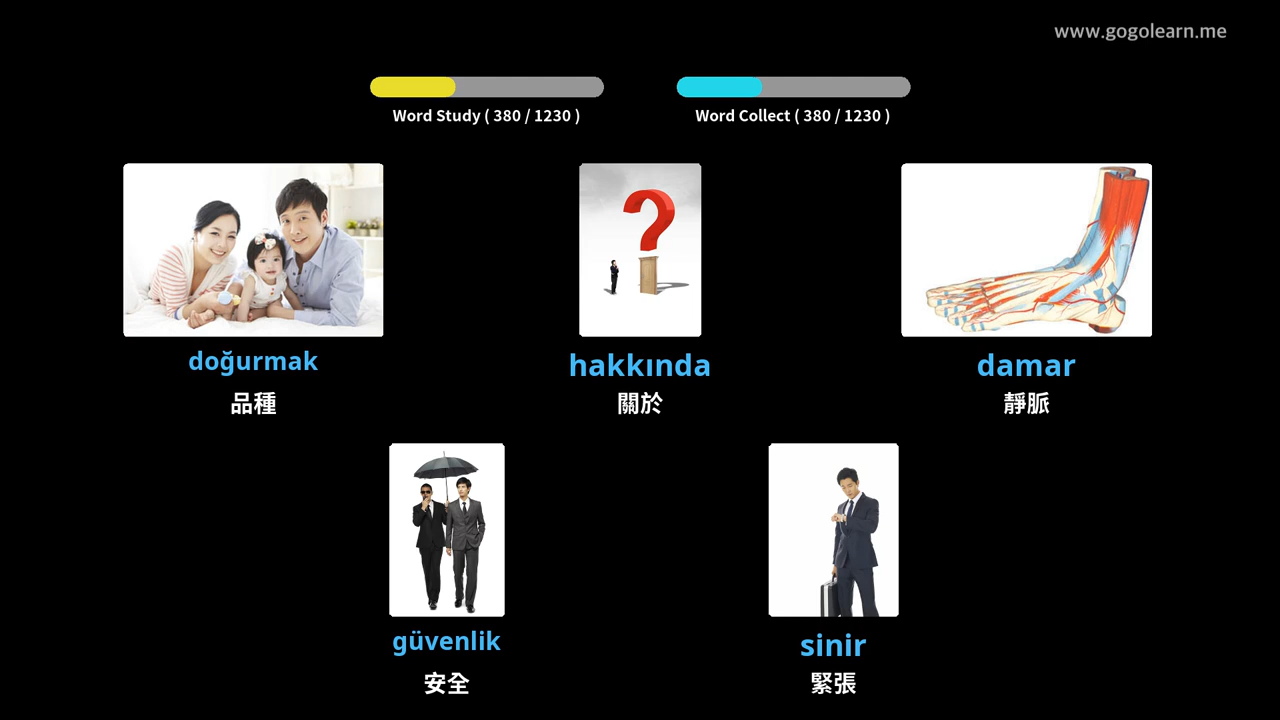 www.gogolearn.me
Word Study ( 380 / 1230 )
Word Collect ( 380 / 1230 )
doğurmak
品種
hakkında
關於
damar
靜脈
güvenlik
安全
sinir
緊張